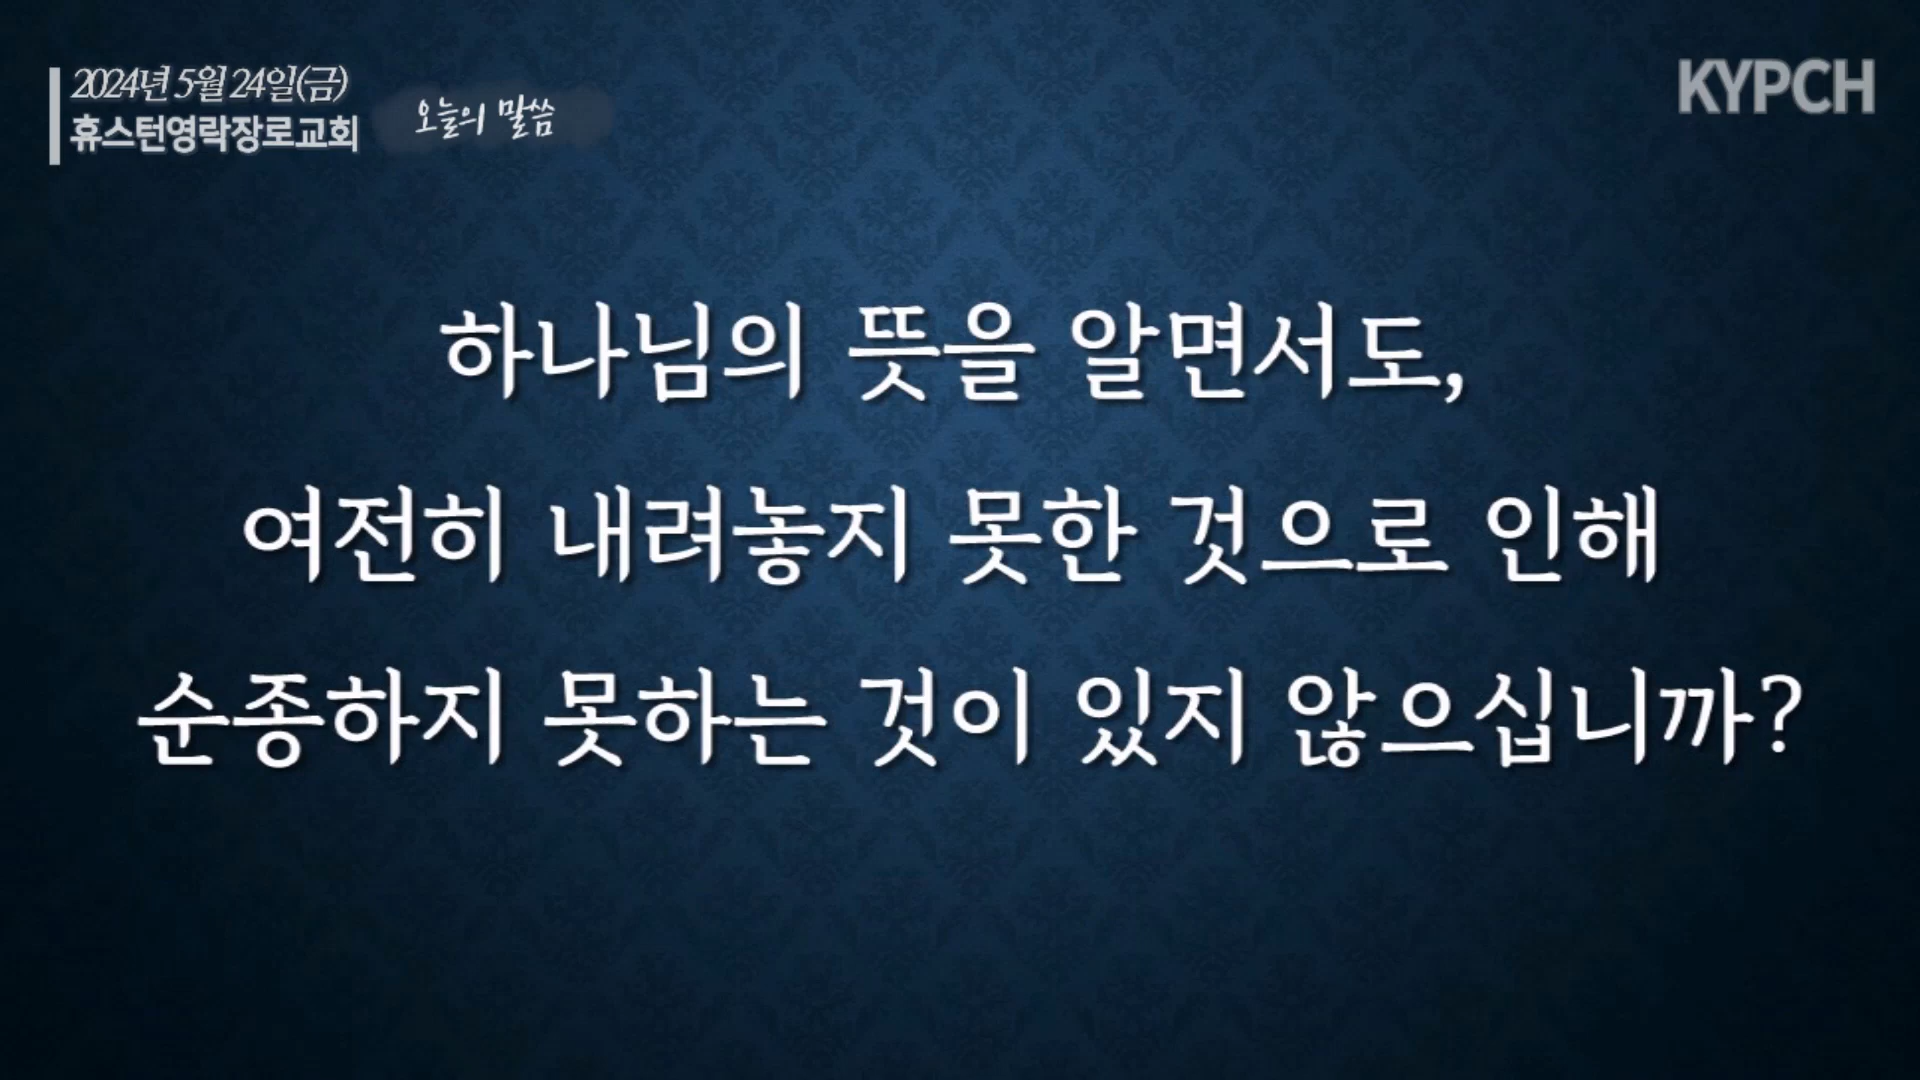 2024년 5월 24일(금)
휴스턴영락장로교회
오늘의 말씀
KYPCH
하나님의 뜻을 알면서도,
여전히 내려놓지 못한 것으로 인해
순종하지 못하는 것이 있지 않으십니까?